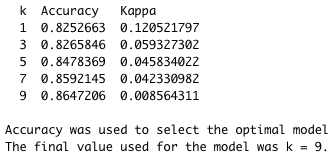 k  Accuracy   Kappa
1  0.8252663  0.120521797
3  0.8265846  0.059327302
5  0.8478369  0.045834022
7  0.8592145  0.042330982
9  0.8647206  0.008564311
Accuracy was used to select the optimal model
The final value used for the model was k = 9.